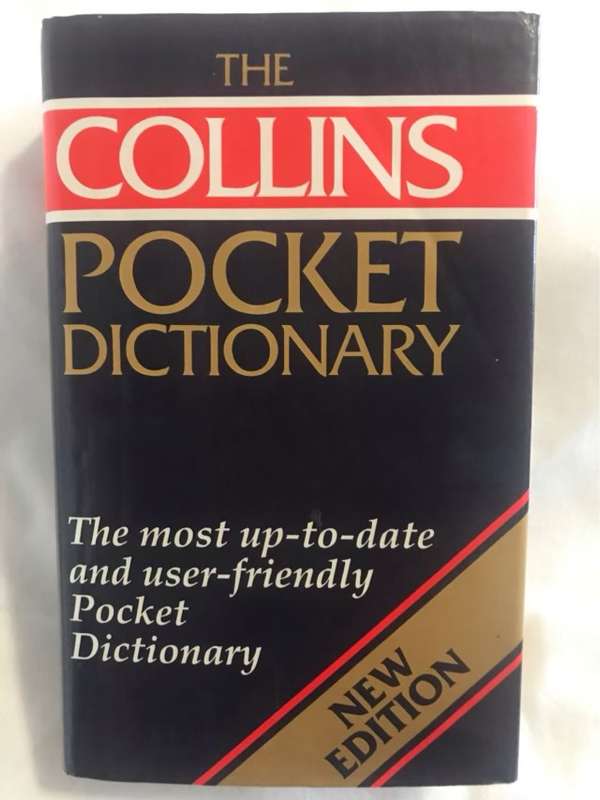 THE
COLLINS
POCKET
DICTIONARY
The most up-to-date
and user-friendly
Pocket
Dictionary
NEW
EDITION